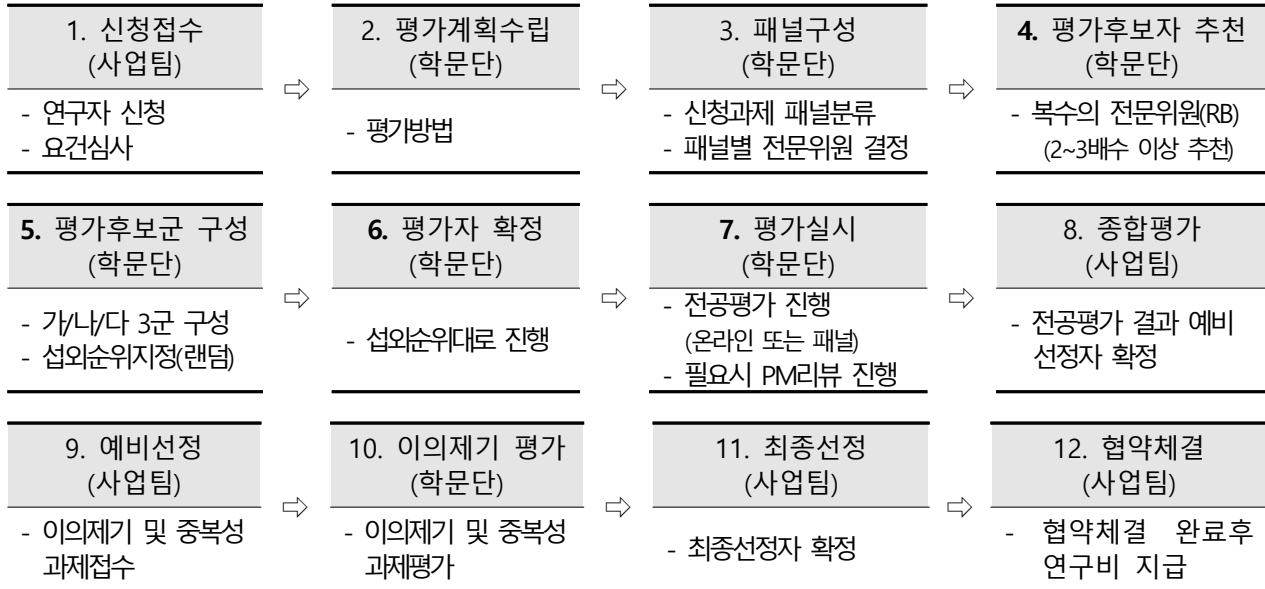 1. 신청접수
(사업팀)
- 연구자 신청
- 요건심사
⇨
2. 평가계획수립
(학문단)
- 평가방법
⇨
3. 패널구성
(학문단)
- 신청과제 패널분류
- 패널별 전문위원 결정
⇨
4. 평가후보자 추천
(학문단)
- 복수의 전문위원(RB)
(2~3배수 이상 추천)
5. 평가후보군 구성
(학문단)
- 가/나/다 3군 구성
- 섭외순위지정(랜덤)
⇨
6. 평가자 확정
(학문단)
- 섭외순위대로 진행
⇨
7. 평가실시
(학문단)
- 전공평가 진행
(온라인 또는 패널)
- 필요시 PM리뷰 진행
⇨
8. 종합평가
(사업팀)
- 전공평가 결과 예비
선정자 확정
9. 예비선정
(사업팀)
- 이의제기 및 중복성
과제접수
⇨
10. 이의제기 평가
(학문단)
- 이의제기 및 중복성
과제평가
⇨
11. 최종선정
(사업팀)
- 최종선정자 확정
⇨
12. 협약체결
(사업팀)
- 협약체결 완료후
연구비 지급